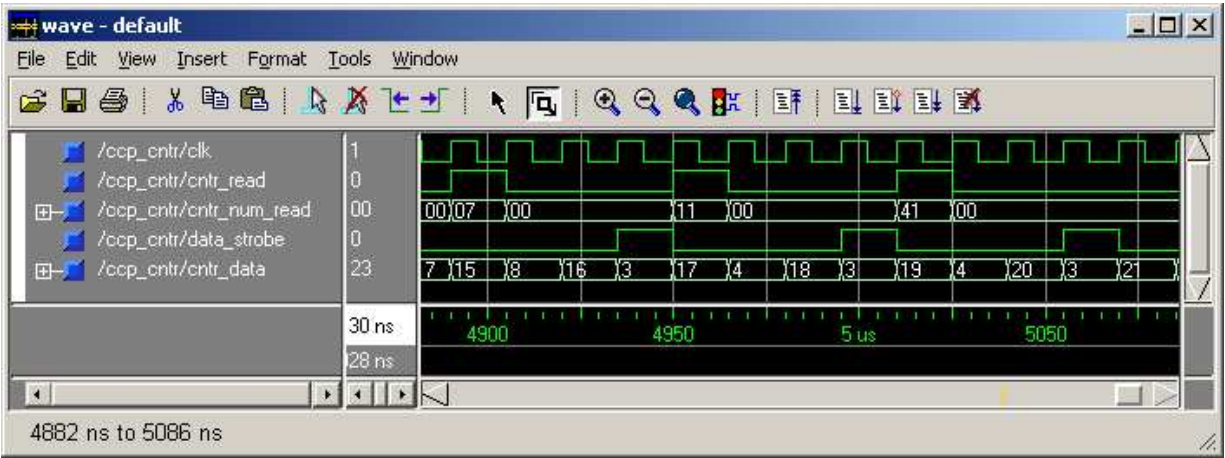 wave - default
File Edit View Insert Format Tools Window
/ccp_cntr/clk 1
/ccp_cntr/cntr_read 0
/ccp_cntr/cntr_num_read 00 00 07 00 11 00 41 00
/ccp_cntr/data_strobe 0
/ccp_cntr/cntr_data 23 7 15 8 16 3 17 4 18 3 19 4 20 3 21
30 ns 4900 4950 5 us 5050
28 ns
4882 ns to 5086 ns